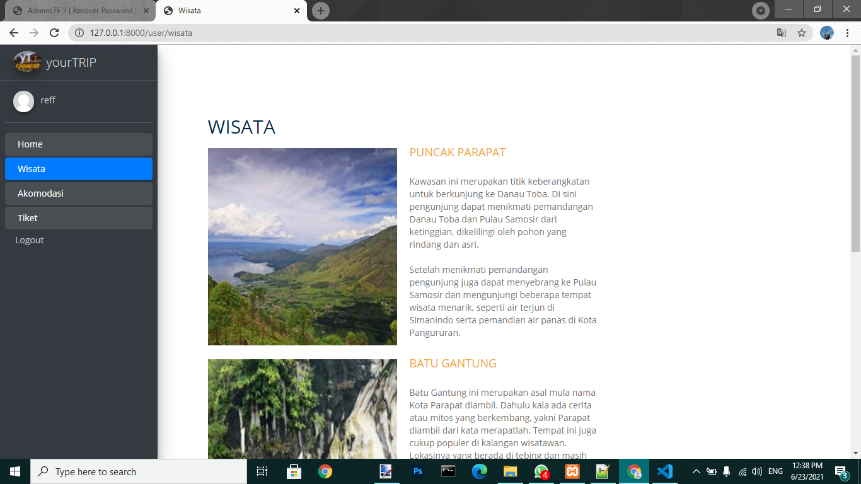 AdminLTE 3 | Recover Password
Wisata
127.0.0.1:8000/user/wisata
yourTRIP
reff
Home
Wisata
Akomodasi
Tiket
Logout
WISATA
PUNCAK PARAPAT
Kawasan ini merupakan titik keberangkatan
untuk berkunjung ke Danau Toba. Di sini
pengunjung dapat menikmati pemandangan
Danau Toba dan Pulau Samosir dari
ketinggian, dikelilingi oleh pohon yang
rindang dan asri.
Setelah menikmati pemandangan
pengunjung juga dapat menyebrang ke Pulau
Samosir dan mengunjungi beberapa tempat
wisata menarik, seperti air terjun di
Simanindo serta pemandian air panas di Kota
Pangururan.
BATU GANTUNG
Batu Gantung ini merupakan asal mula nama
Kota Parapat diambil. Dahulu kala ada cerita
atau mitos yang berkembang, yakni Parapat
diambil dari kata merapatlah. Tempat ini juga
cukup populer di kalangan wisatawan.
Lokasinya yang berada di tebing dan masih
Type here to search
Ps
4
ENG
12:38 PM
6/23/2021
3